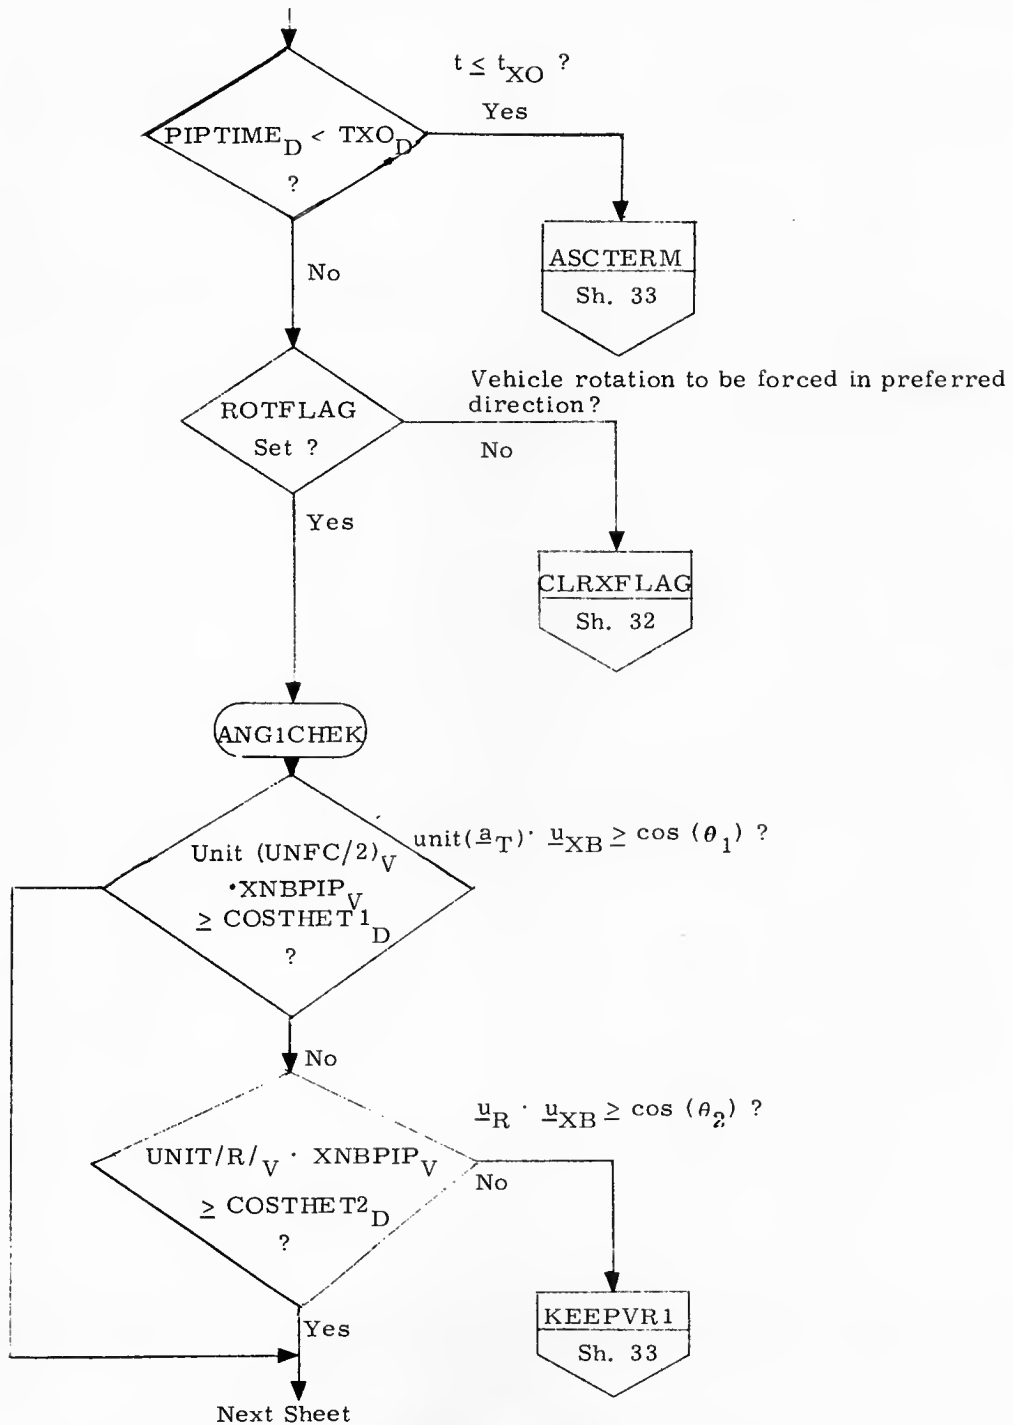 t ≤ tXO ?
Yes
PIPTIMED < TXOD
?
No
ASCTERM
Sh. 33
Vehicle rotation to be forced in preferred
direction?
ROTFLAG
Set ?
No
Yes
CLRXFLAG
Sh. 32
ANG1CHEK
unit(aT)· uXB ≥ cos (θ1) ?
Unit (UNFC/2)V
·XNBPIPV
≥ COSTHET1D
?
No
uR · uXB ≥ cos (θ2) ?
UNIT/R/V · XNBPIPV
≥ COSTHET2D
?
No
Yes
KEEPVR1
Sh. 33
Next Sheet